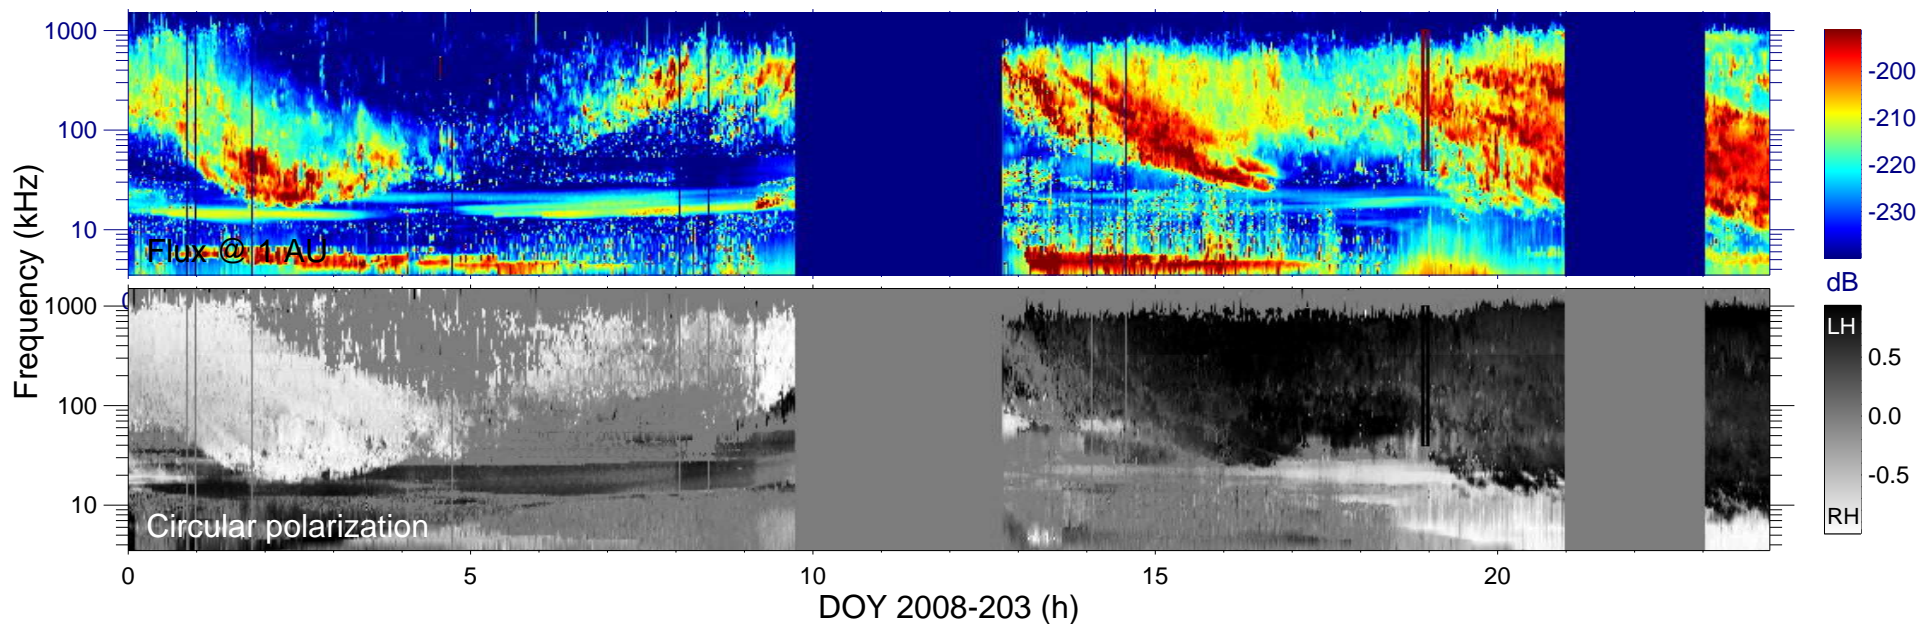 1000
100
10
Flux @ 1 AU
0
-200
-210
-220
-230
dB
Frequency (kHz)
1000
100
10
Circular polarization
LH
0.5
0.0
-0.5
RH
0
5
10
15
20
DOY 2008-203 (h)